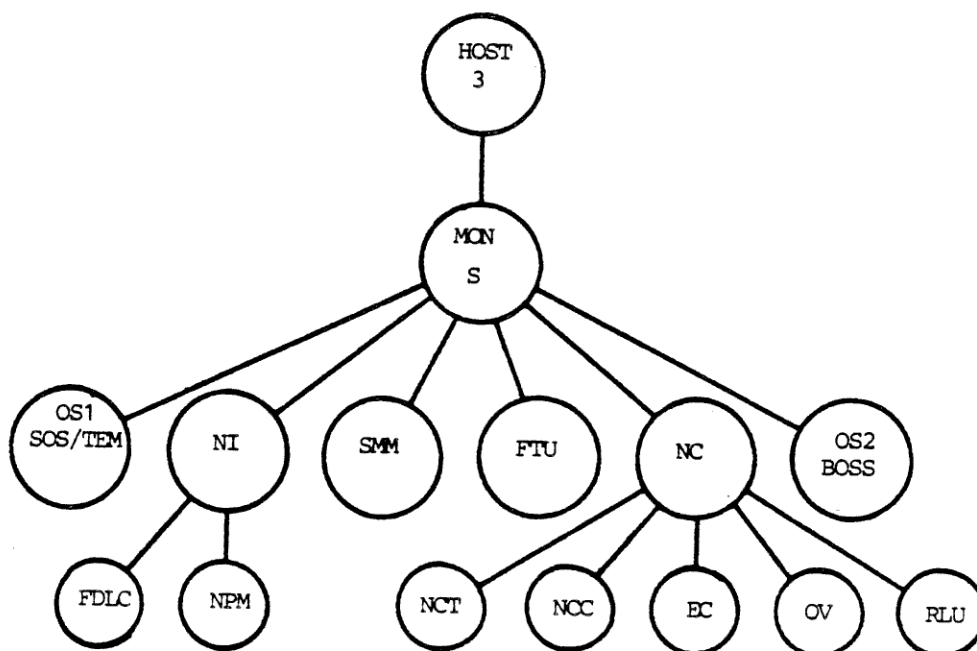 HOST
3
MON
S
OS1
SOS/TEM
NI
SMM
FTU
NC
OS2
BOSS
FDLC
NPM
NCT
NCC
EC
OV
RLU